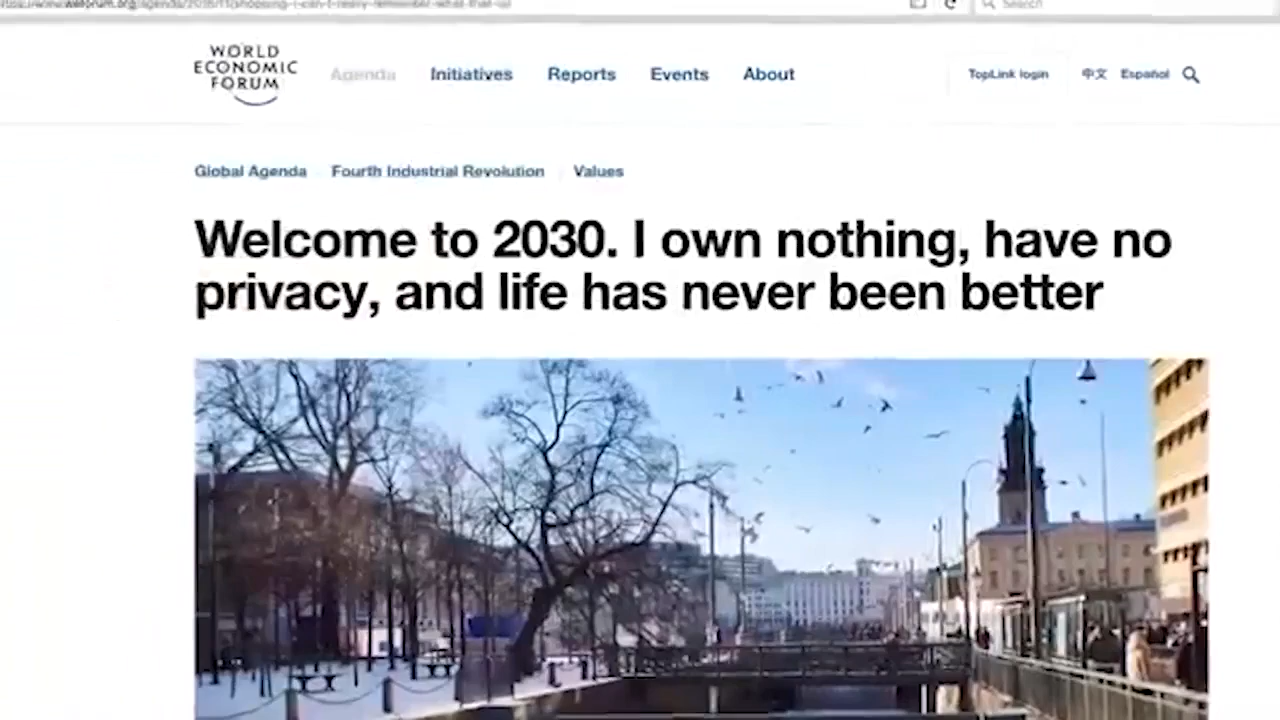 WORLD
ECONOMIC
FORUM
Agenda Initiatives Reports Events About TopLink login 中文 Español
Search
Global Agenda Fourth Industrial Revolution Values
Welcome to 2030. I own nothing, have no
privacy, and life has never been better